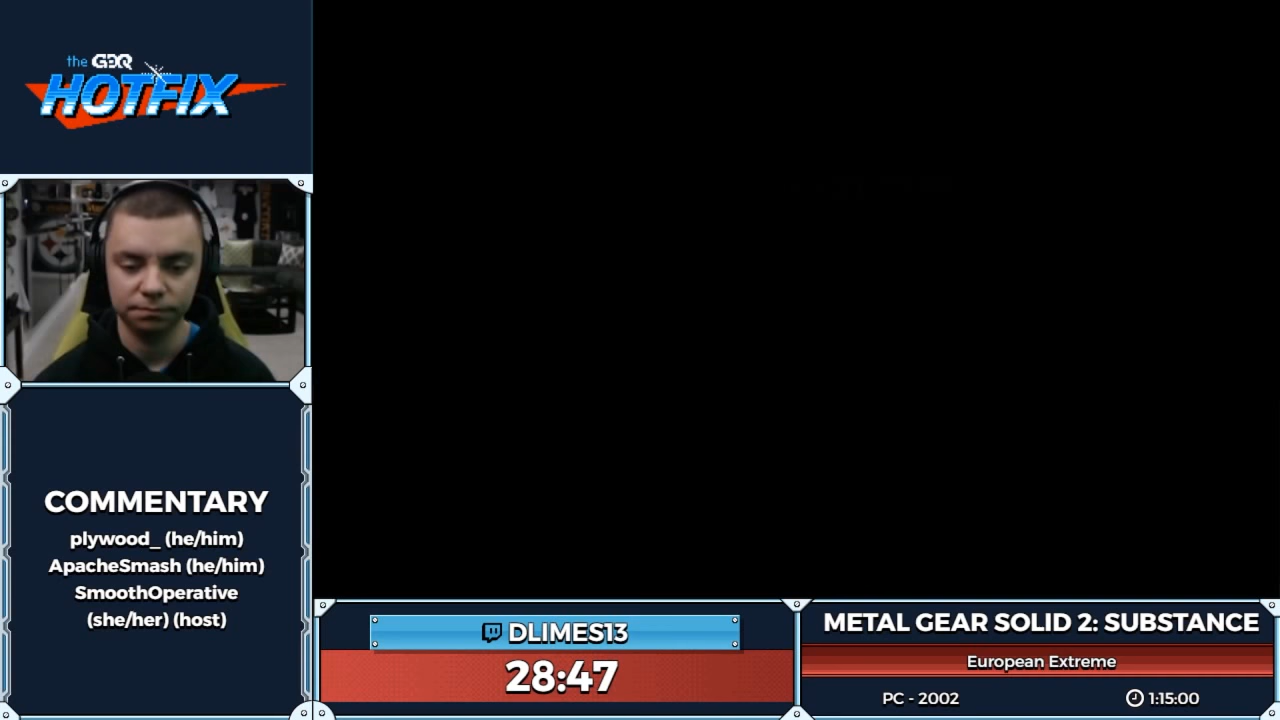 the GDQ
HOTFIX
COMMENTARY
plywood_ (he/him)
ApacheSmash (he/him)
SmoothOperative
(she/her) (host)
DLIMES13
28:47
METAL GEAR SOLID 2: SUBSTANCE
European Extreme
PC - 2002
1:15:00